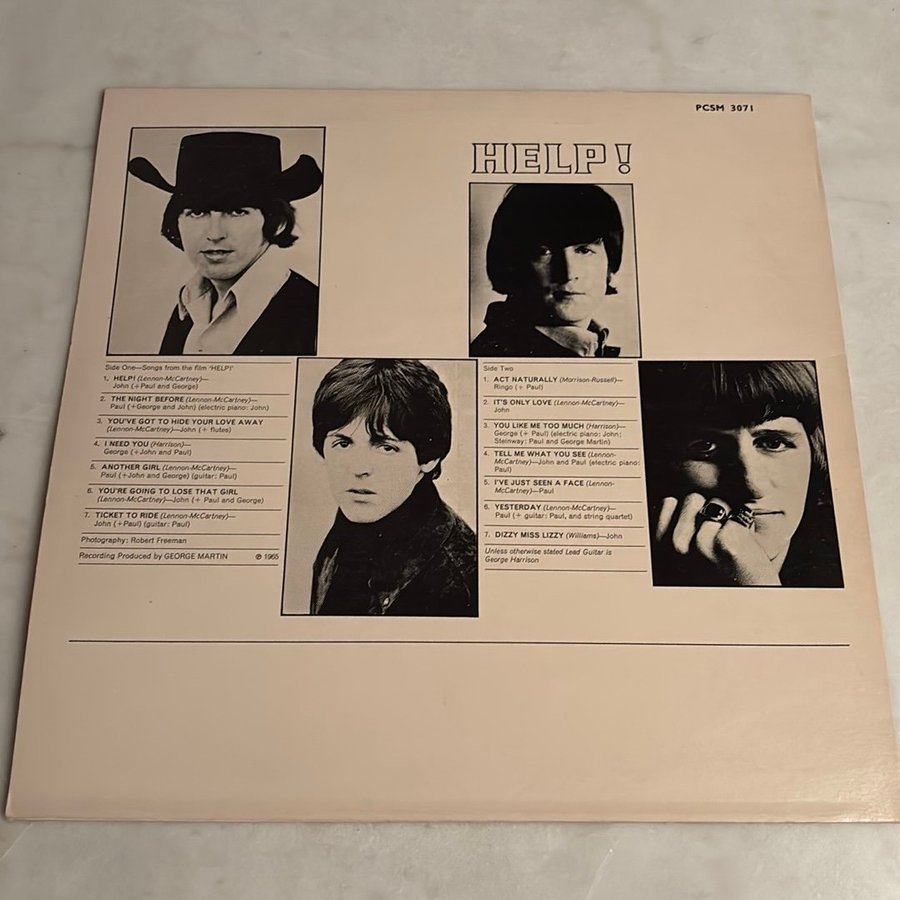 PCSM 3071
HELP!
Side One—Songs from the film 'HELP!'
1. HELP! (Lennon-McCartney)—
John (+Paul and George)
2. THE NIGHT BEFORE (Lennon-McCartney)—
Paul (+George and John) (electric piano: John)
3. YOU'VE GOT TO HIDE YOUR LOVE AWAY
(Lennon-McCartney)—John (+ flutes)
4. I NEED YOU (Harrison)—
George (+John and Paul)
5. ANOTHER GIRL (Lennon-McCartney)—
Paul (+John and George) (guitar: Paul)
6. YOU'RE GOING TO LOSE THAT GIRL
(Lennon-McCartney)—John (+ Paul and George)
7. TICKET TO RIDE (Lennon-McCartney)—
John (+Paul) (guitar: Paul)
Photography: Robert Freeman
Recording Produced by GEORGE MARTIN ℗ 1965
Side Two
1. ACT NATURALLY (Morrison-Russell)—
Ringo (+ Paul)
2. IT'S ONLY LOVE (Lennon-McCartney)—
John
3. YOU LIKE ME TOO MUCH (Harrison)—
George (+ Paul) (electric piano: John;
Steinway: Paul and George Martin)
4. TELL ME WHAT YOU SEE (Lennon-
McCartney)—John and Paul (electric piano:
Paul)
5. I'VE JUST SEEN A FACE (Lennon-
McCartney)—Paul
6. YESTERDAY (Lennon-McCartney)—
Paul (+ guitar: Paul, and string quartet)
7. DIZZY MISS LIZZY (Williams)—John
Unless otherwise stated Lead Guitar is
George Harrison